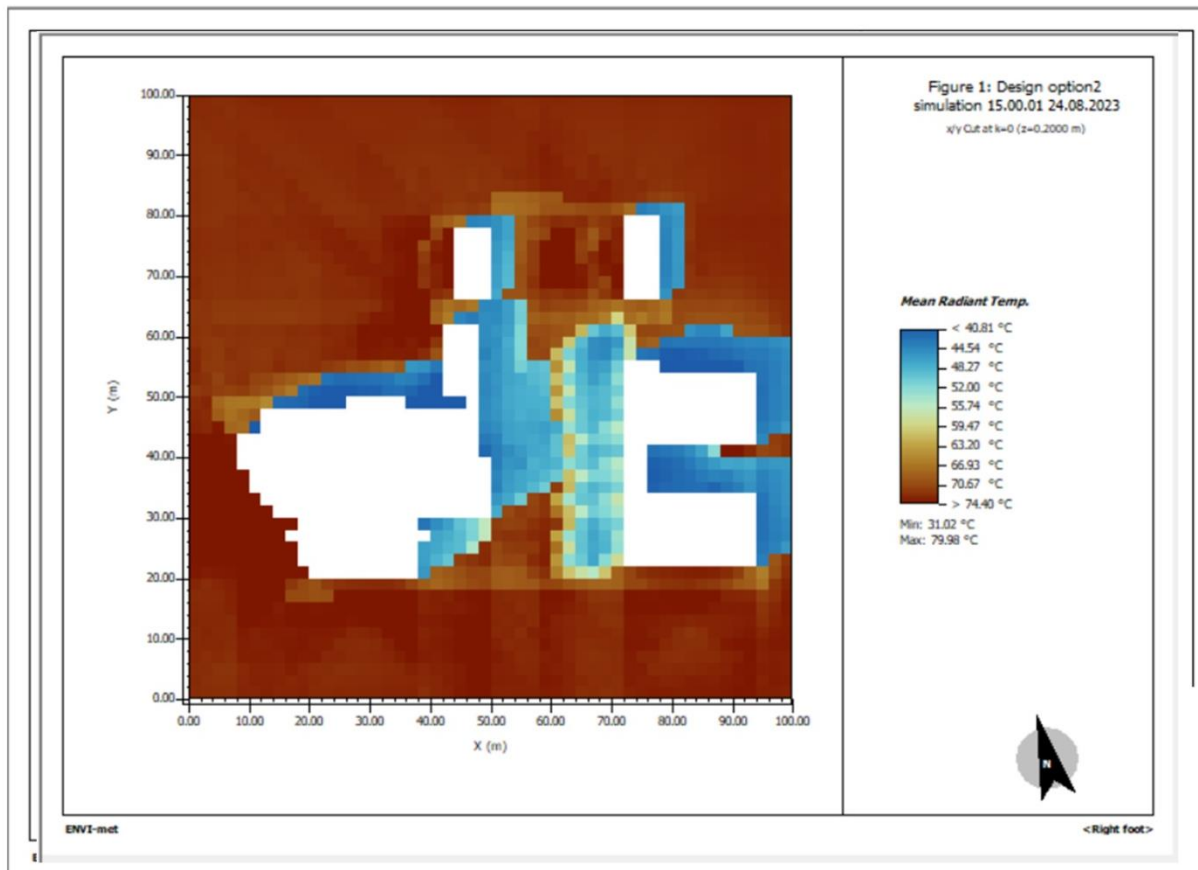 Figure 1: Design option2
simulation 15.00.01 24.08.2023
x/y Cut at k=0 (z=0.2000 m)
100.00
90.00
80.00
70.00
60.00
50.00
40.00
30.00
20.00
10.00
0.00
Y (m)
0.00 10.00 20.00 30.00 40.00 50.00 60.00 70.00 80.00 90.00 100.00
X (m)
Mean Radiant Temp.
< 40.81 °C
44.54 °C
48.27 °C
52.00 °C
55.74 °C
59.47 °C
63.20 °C
66.93 °C
70.67 °C
> 74.40 °C
Min: 31.02 °C
Max: 79.98 °C
N
ENVI-met
<Right foot>